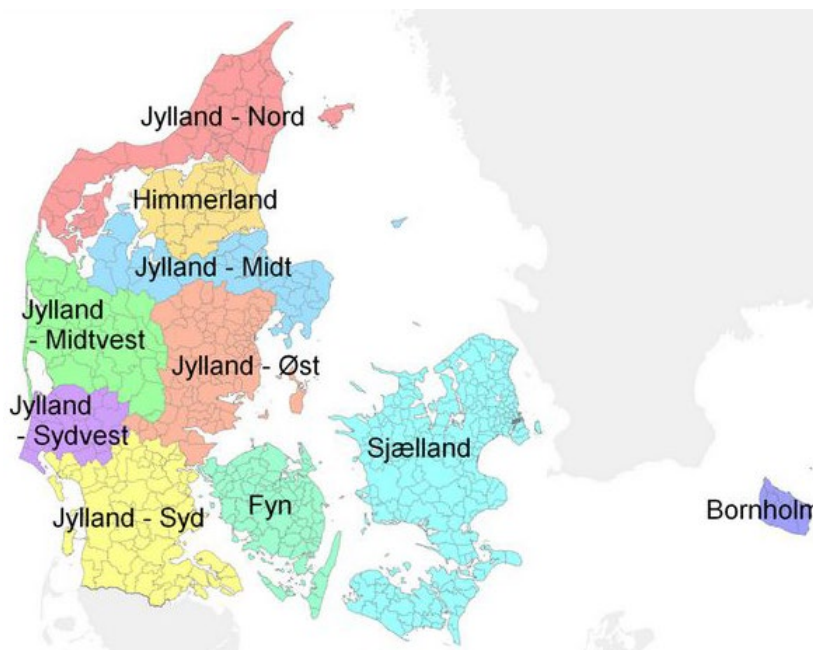 Jylland - Nord
Himmerland
Jylland - Midt
Jylland
- Midtvest
Jylland - Øst
Jylland
- Sydvest
Sjælland
Fyn
Jylland - Syd
Bornholm